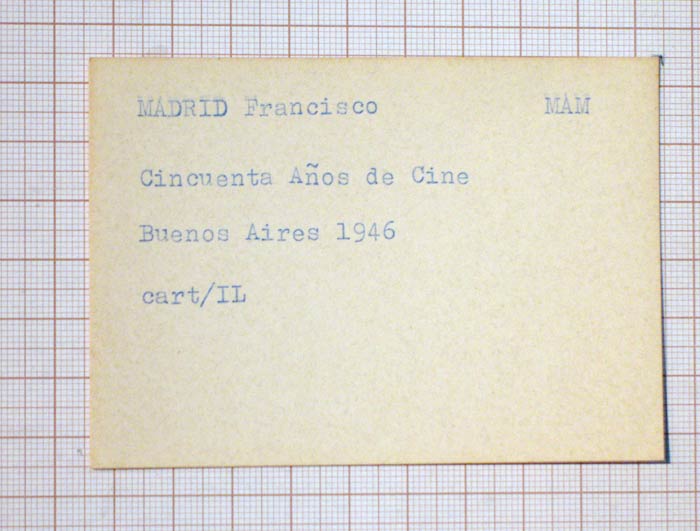 MADRID Francisco MAM
Cincuenta Años de Cine
Buenos Aires 1946
cart/IL